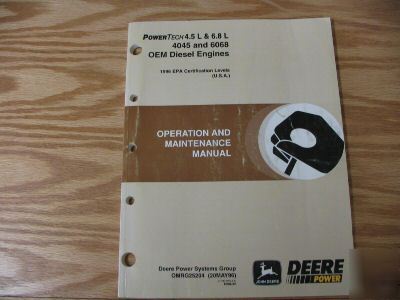 POWERTECH 4.5 L & 6.8 L
4045 and 6068
OEM Diesel Engines
1996 EPA Certification Levels
(U.S.A.)
OPERATION AND
MAINTENANCE
MANUAL
Deere Power Systems Group
OMRG25204 (20MAY96)
JOHN DEERE
DEERE
POWER